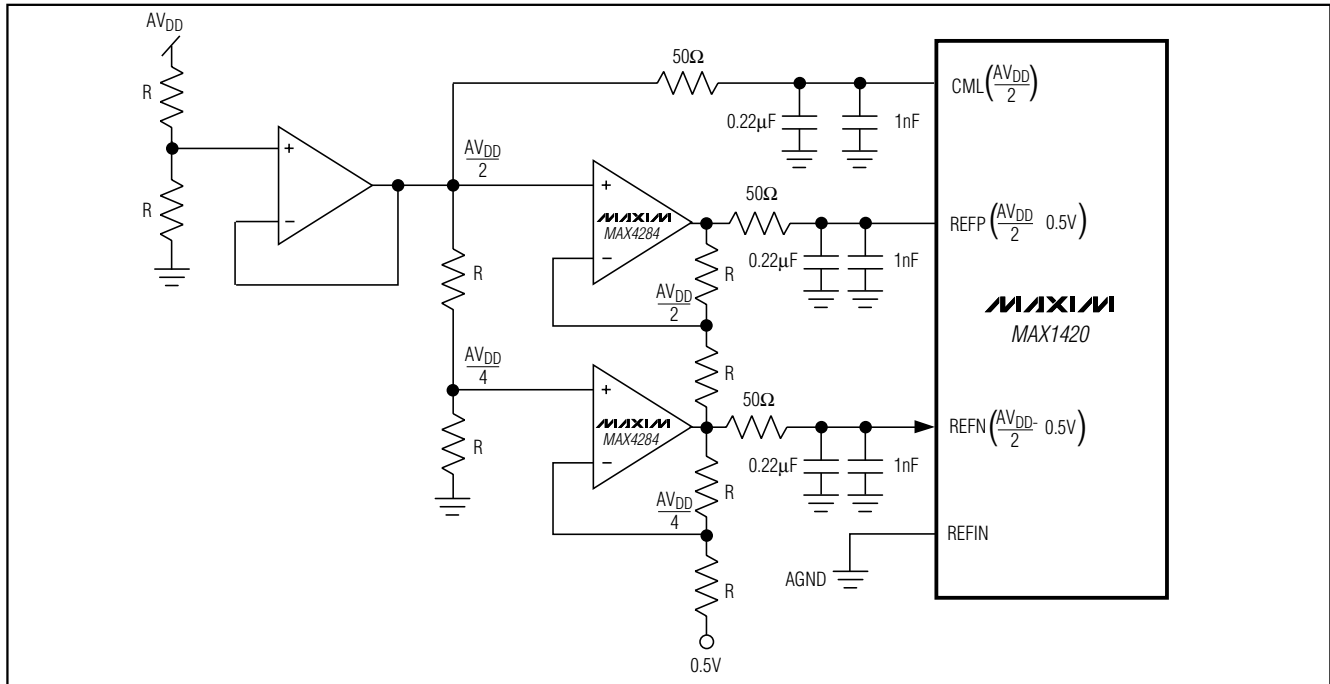 AVDD
R
R
AVDD
2
50Ω
0.22μF
1nF
CML(AVDD
2)
MAXIM
MAX4284
50Ω
0.22μF
1nF
REFP(AVDD
2 0.5V)
R
R
AVDD
2
R
AVDD
4
MAXIM
MAX4284
50Ω
0.22μF
1nF
REFN(AVDD-
2 0.5V)
R
R
AVDD
4
R
0.5V
MAXIM
MAX1420
AGND
REFIN